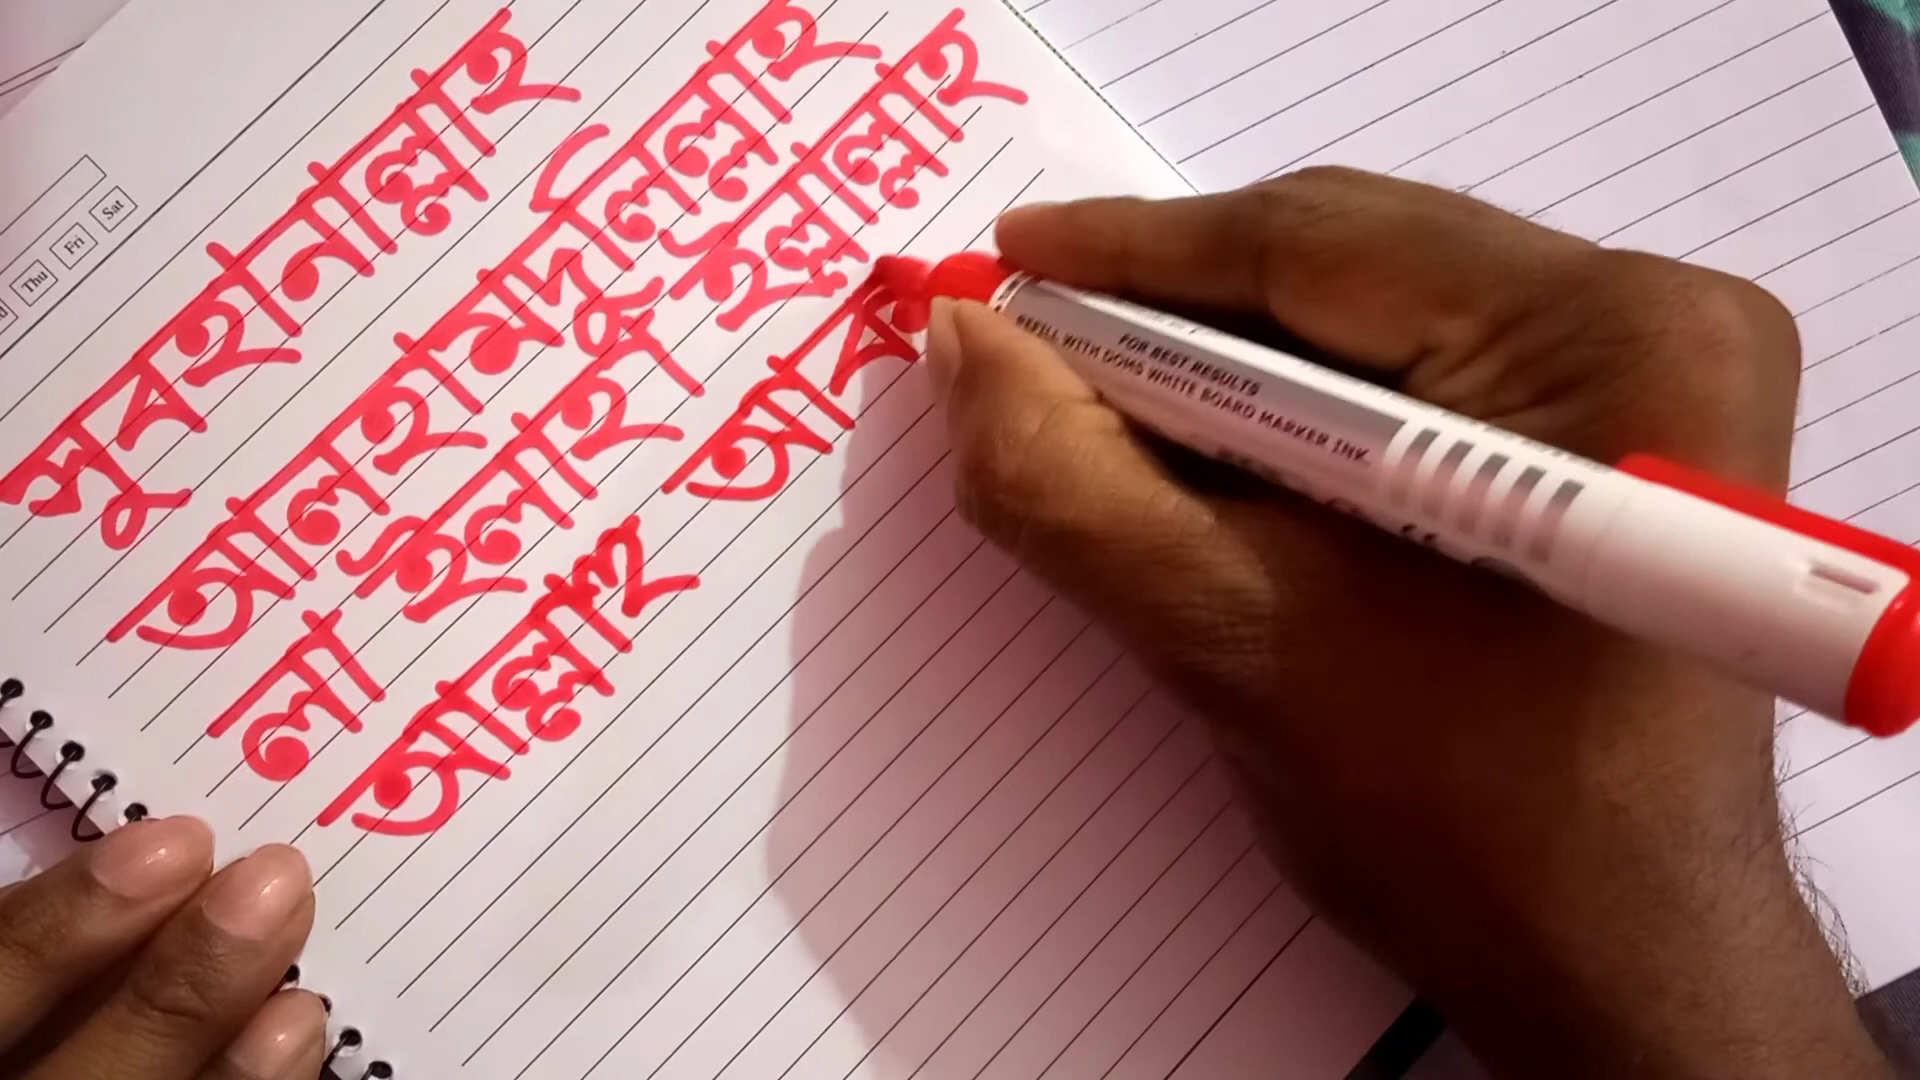 Thu Fri Sat
সুবহানাল্লাহ
আলহামদুলিল্লাহ
লা ইলাহা ইল্লাল্লাহ
আল্লাহু আক
FOR BEST RESULTS
REFILL WITH DOMS WHITE BOARD MARKER INK.